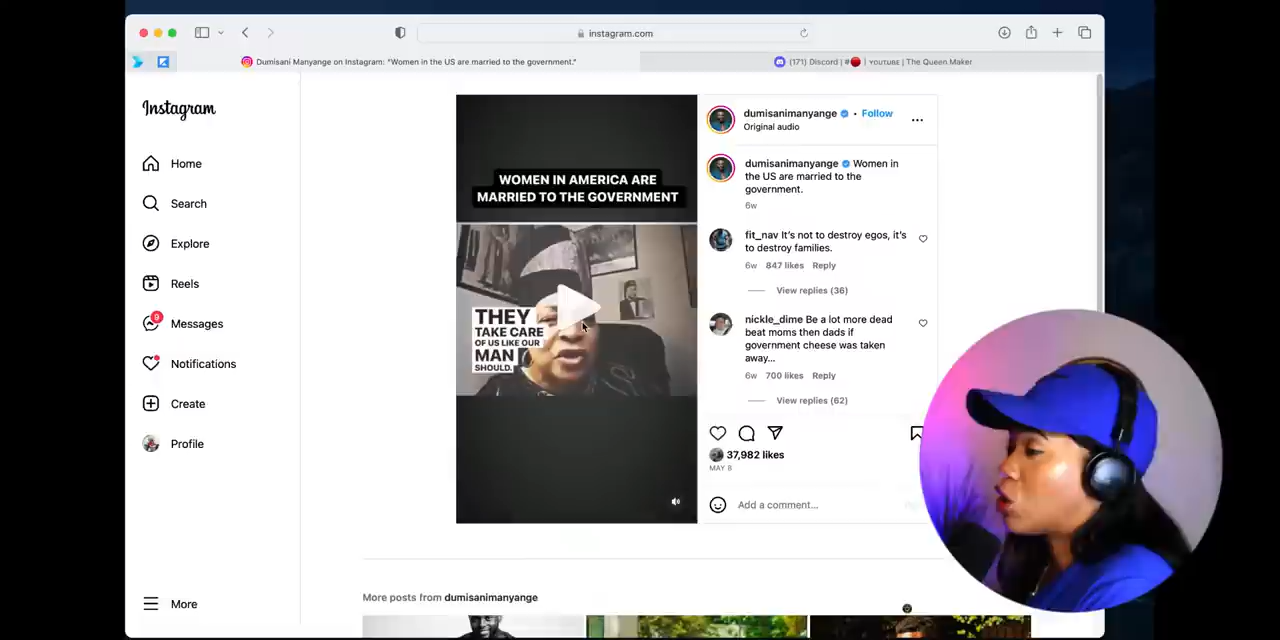 instagram.com
Dumisani Manyange on Instagram: "Women in the US are married to the government."
(171) Discord | #🔴 | YOUTUBE | The Queen Maker
Instagram
Home
Search
Explore
Reels
9
Messages
Notifications
Create
Profile
More
WOMEN IN AMERICA ARE
MARRIED TO THE GOVERNMENT
THEY
TAKE CARE
OF US LIKE OUR
MAN
SHOULD.
dumisanimanyange • Follow
Original audio
dumisanimanyange Women in
the US are married to the
government.
6w
fit_nav It's not to destroy egos, it's
to destroy families.
6w 847 likes Reply
View replies (36)
nickle_dime Be a lot more dead
beat moms then dads if
government cheese was taken
away...
6w 700 likes Reply
View replies (62)
37,982 likes
MAY 8
Add a comment...
More posts from dumisanimanyange